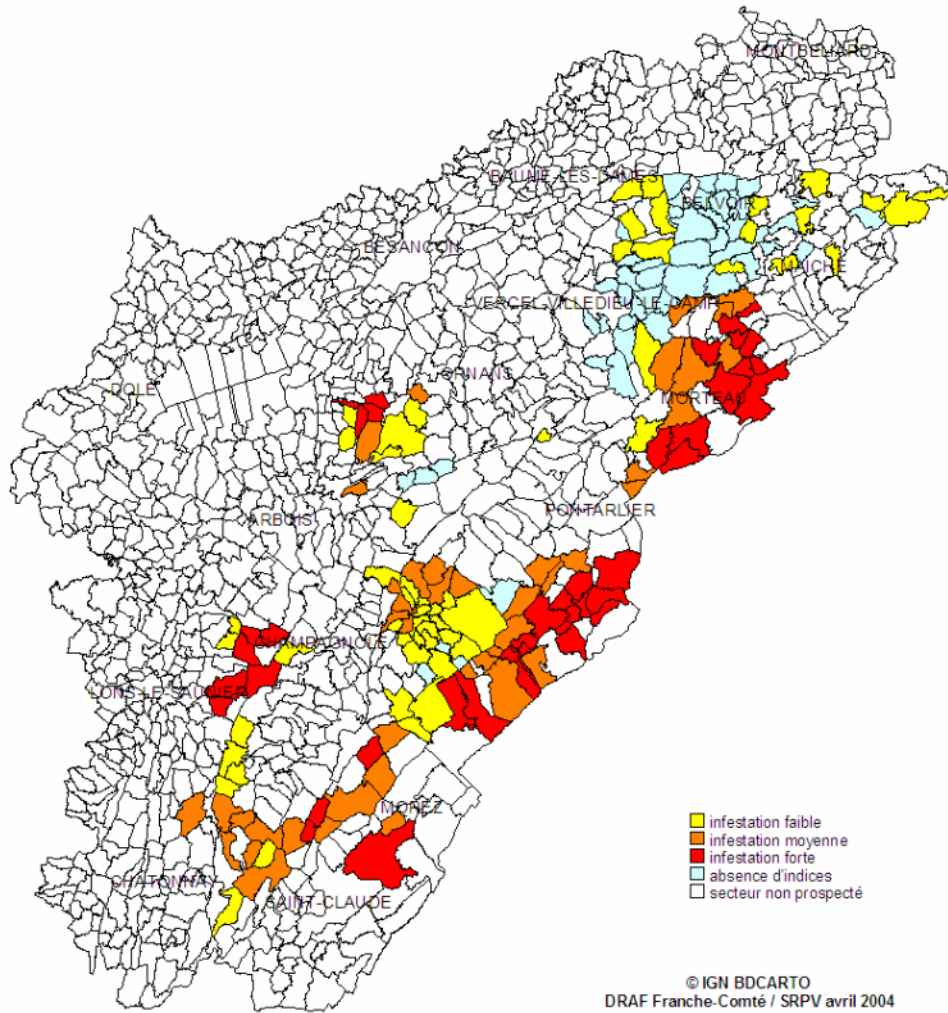 MONTBELIARD
BAUME-LES-DAMES
BELVOIR
BESANCON
MAICHE
VERCEL-VILLEDIEU-LE-CAMP
ORNANS
DOLE
MORTEAU
PONTARLIER
ARBOIS
CHAMPAGNOLE
LONS-LE-SAUNIER
MOREZ
CHATONNAY
SAINT-CLAUDE
infestation faible
infestation moyenne
infestation forte
absence d'indices
secteur non prospecté
© IGN BDCARTO
DRAF Franche-Comté / SRPV avril 2004